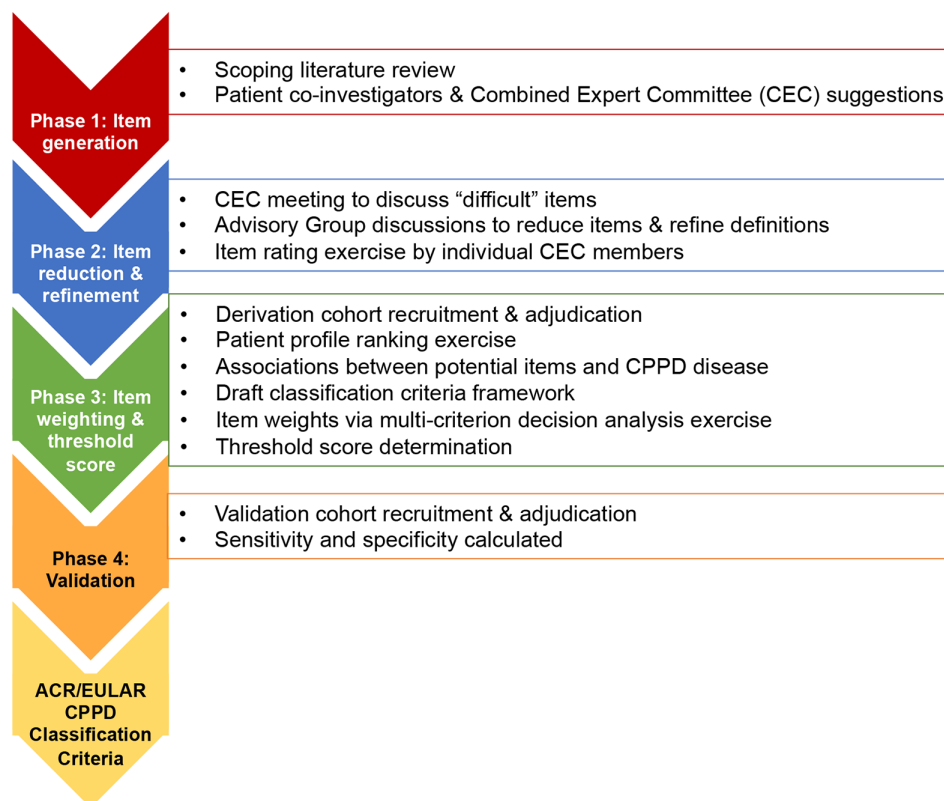 Phase 1: Item
generation
• Scoping literature review
• Patient co-investigators & Combined Expert Committee (CEC) suggestions
Phase 2: Item
reduction &
refinement
• CEC meeting to discuss “difficult” items
• Advisory Group discussions to reduce items & refine definitions
• Item rating exercise by individual CEC members
Phase 3: Item
weighting &
threshold
score
• Derivation cohort recruitment & adjudication
• Patient profile ranking exercise
• Associations between potential items and CPPD disease
• Draft classification criteria framework
• Item weights via multi-criterion decision analysis exercise
• Threshold score determination
Phase 4:
Validation
• Validation cohort recruitment & adjudication
• Sensitivity and specificity calculated
ACR/EULAR
CPPD
Classification
Criteria